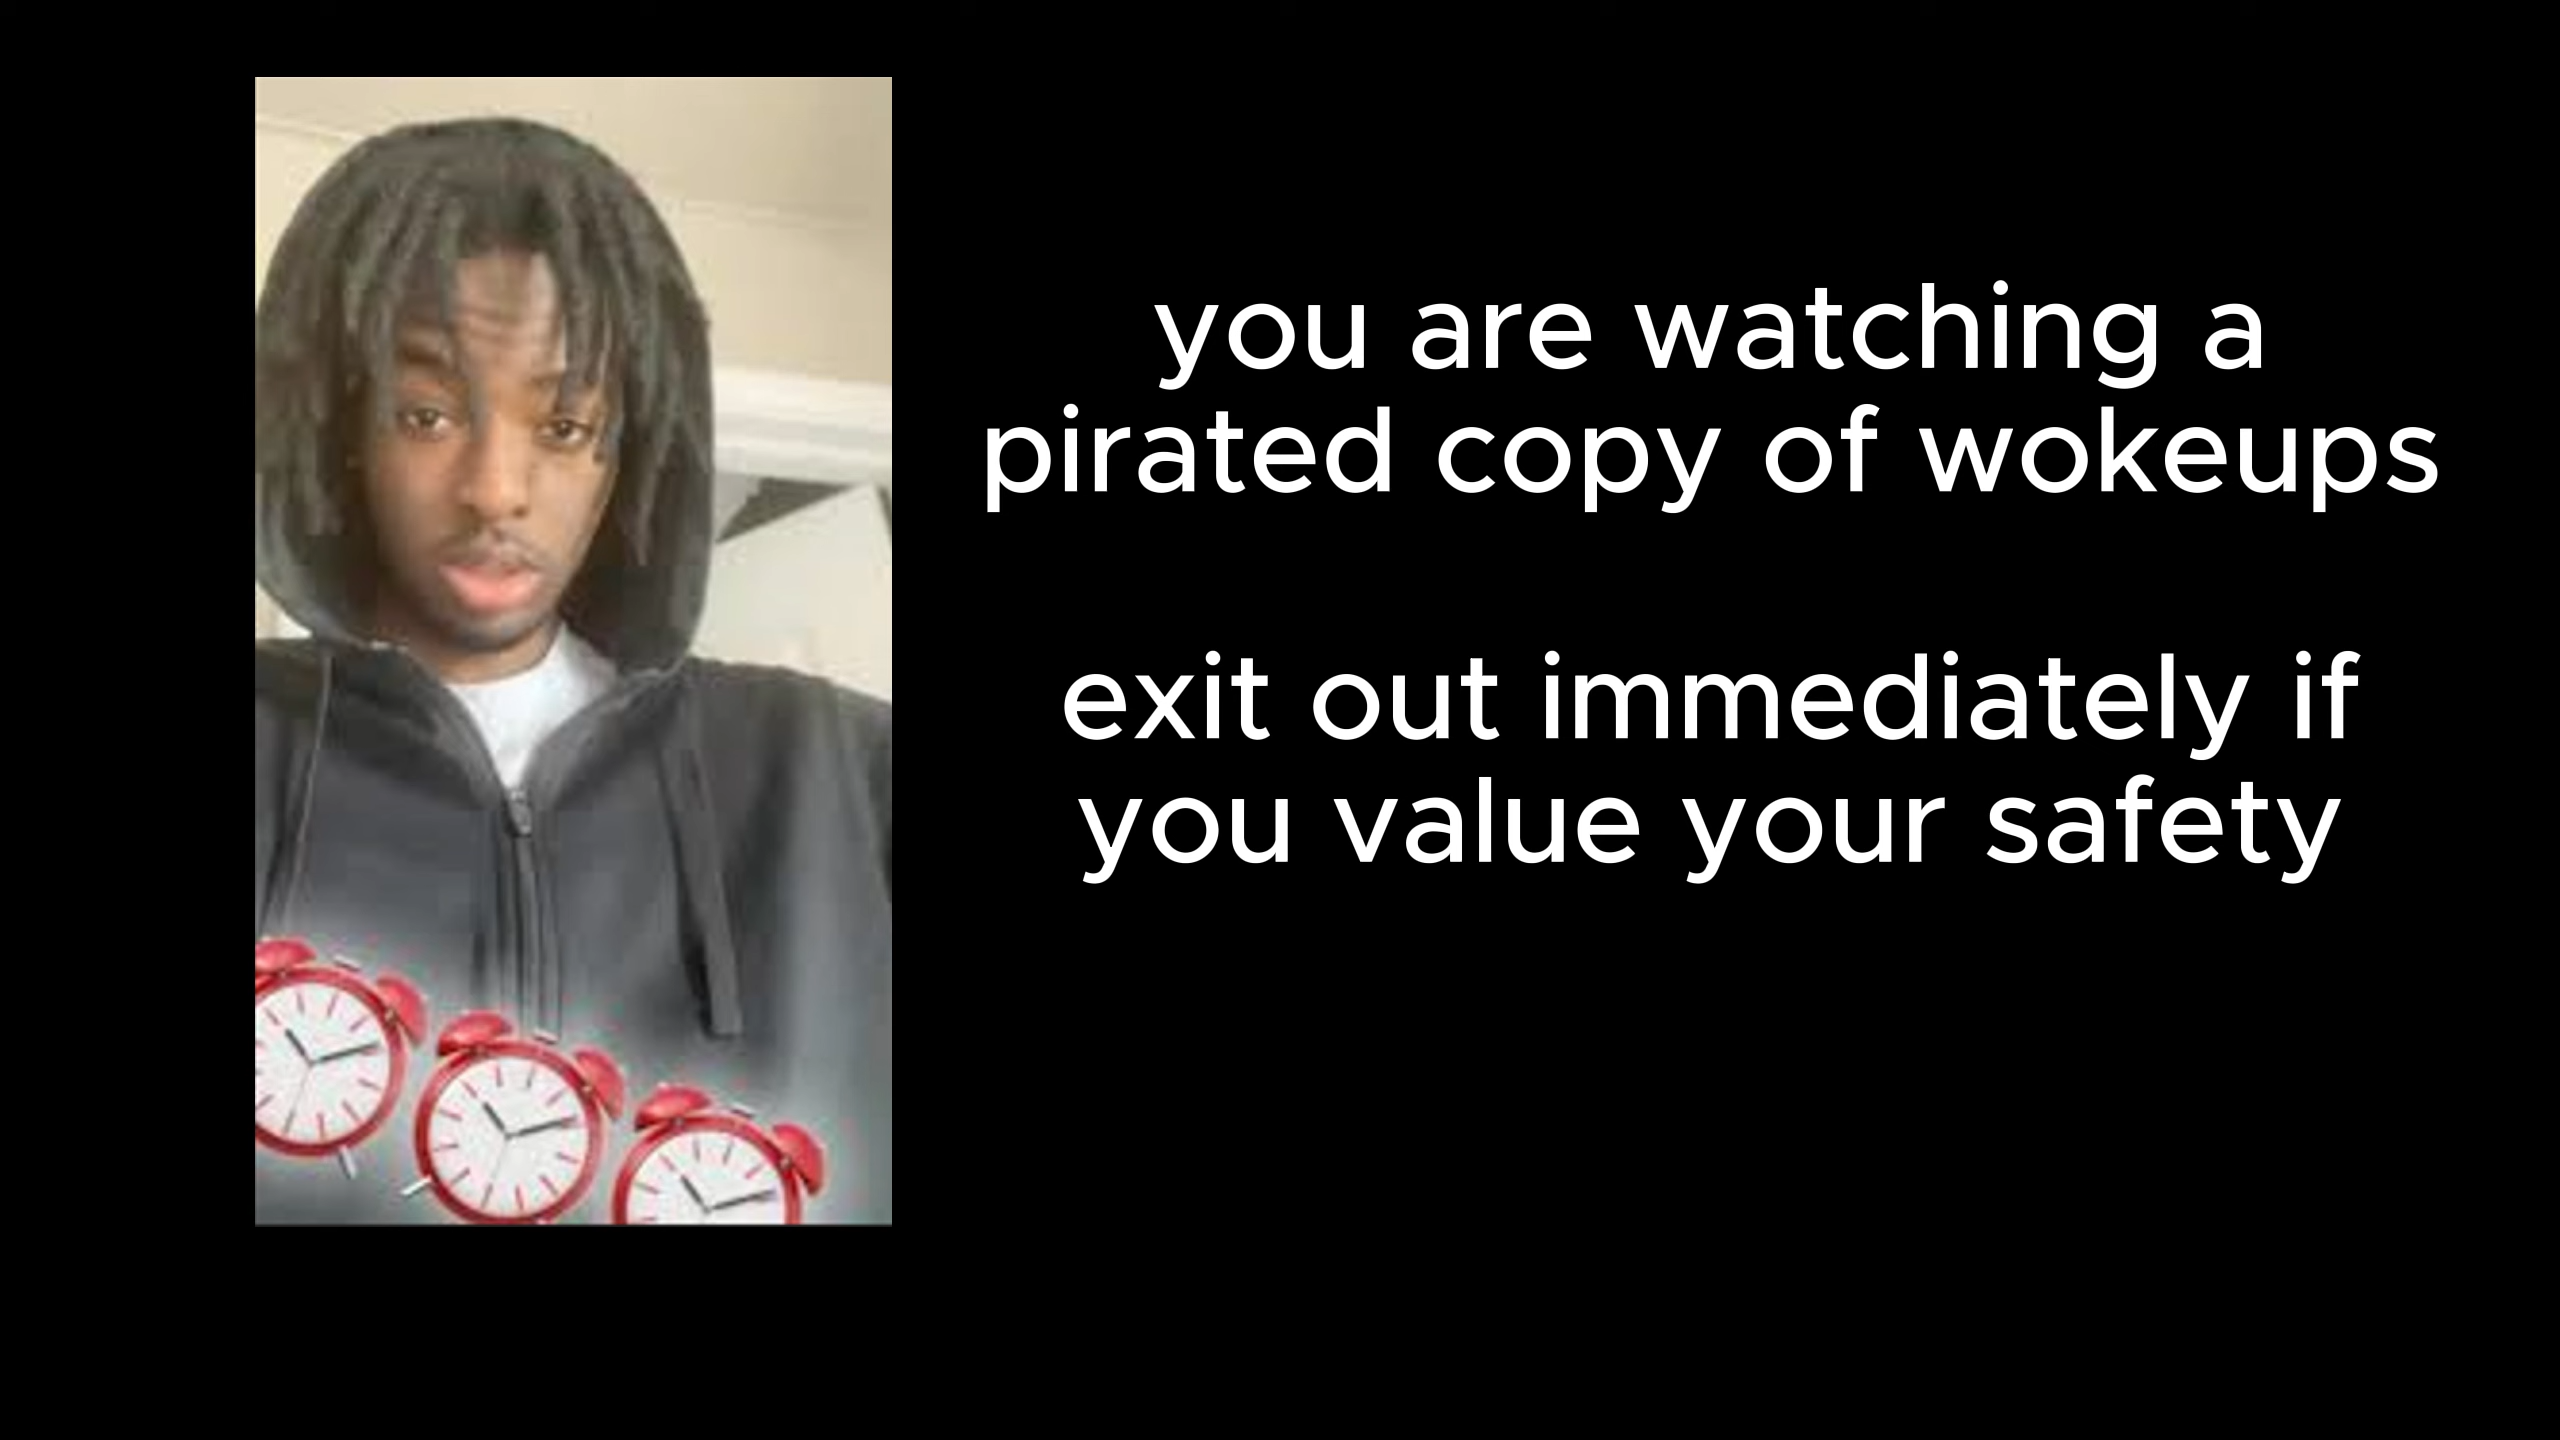 you are watching a
pirated copy of wokeups
exit out immediately if
you value your safety